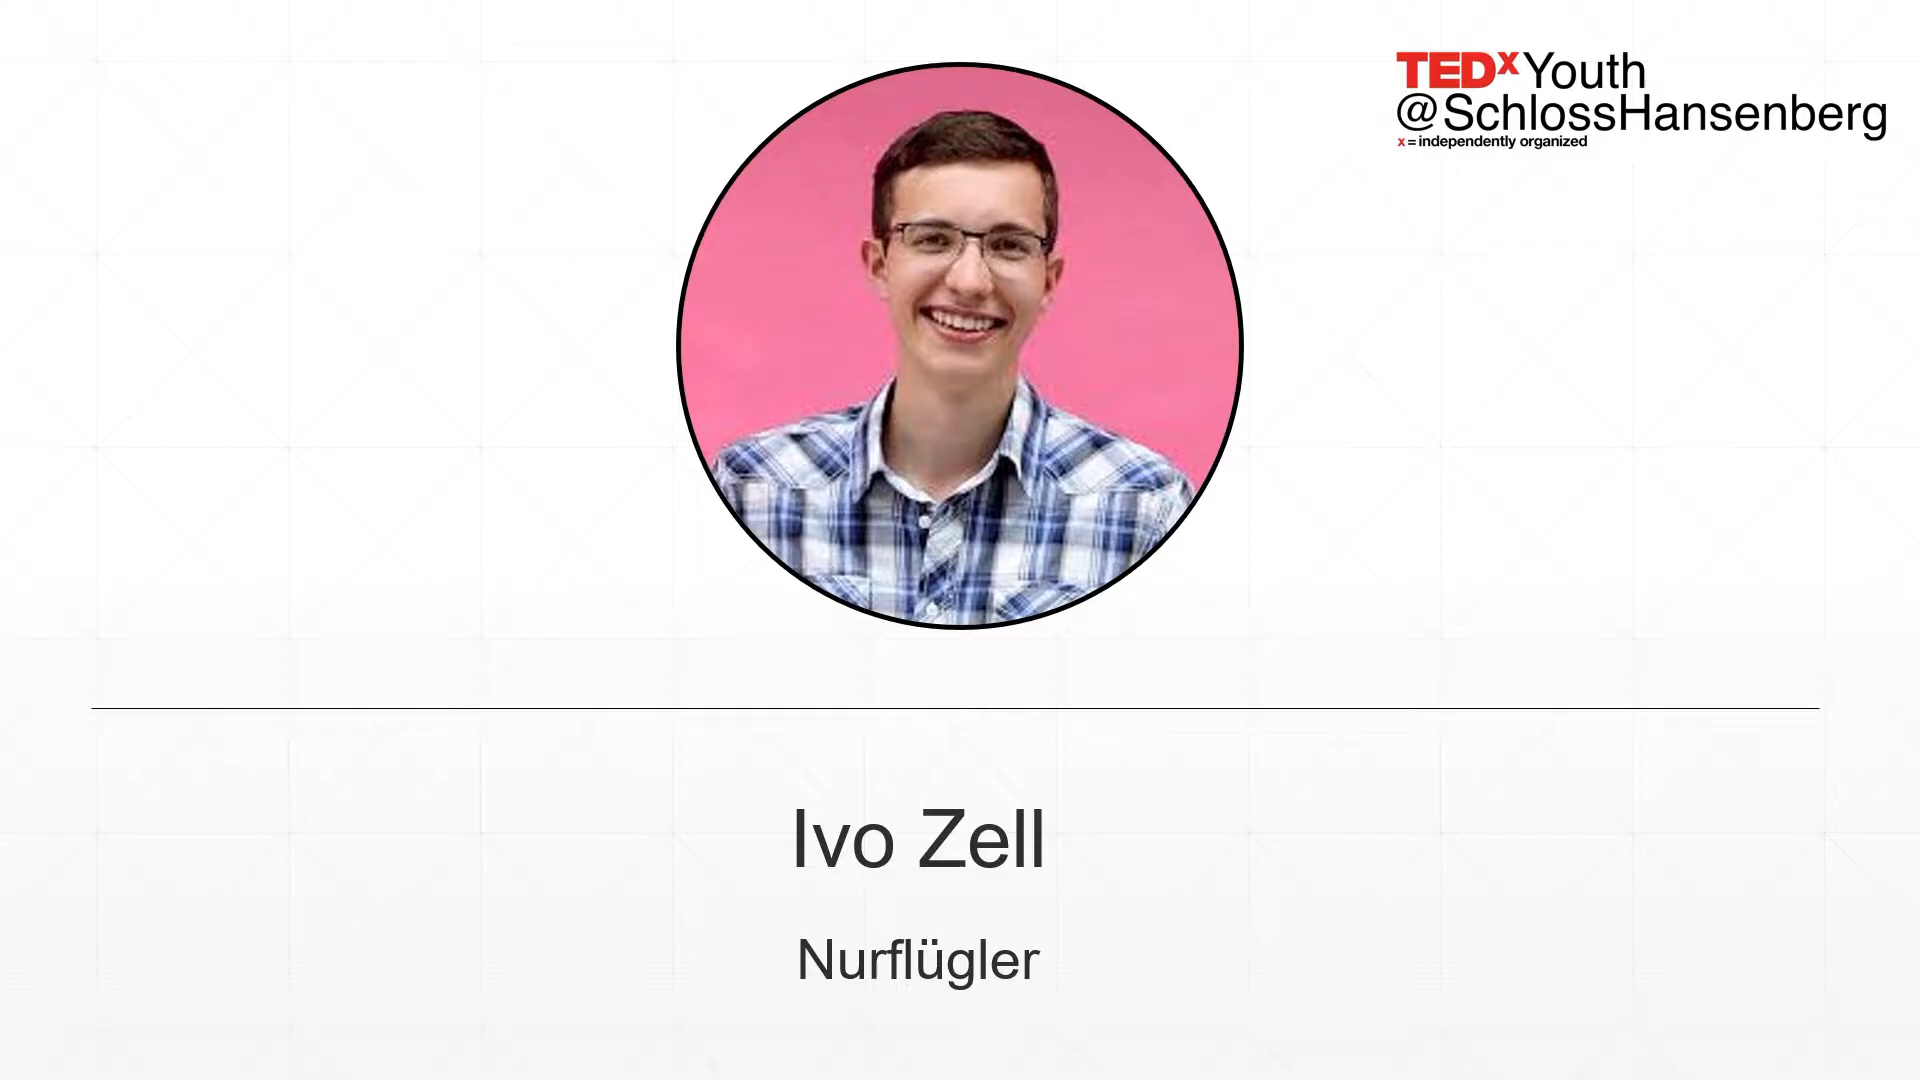 TEDxYouth
@SchlossHansenberg
x = independently organized
Ivo Zell
Nurflügler